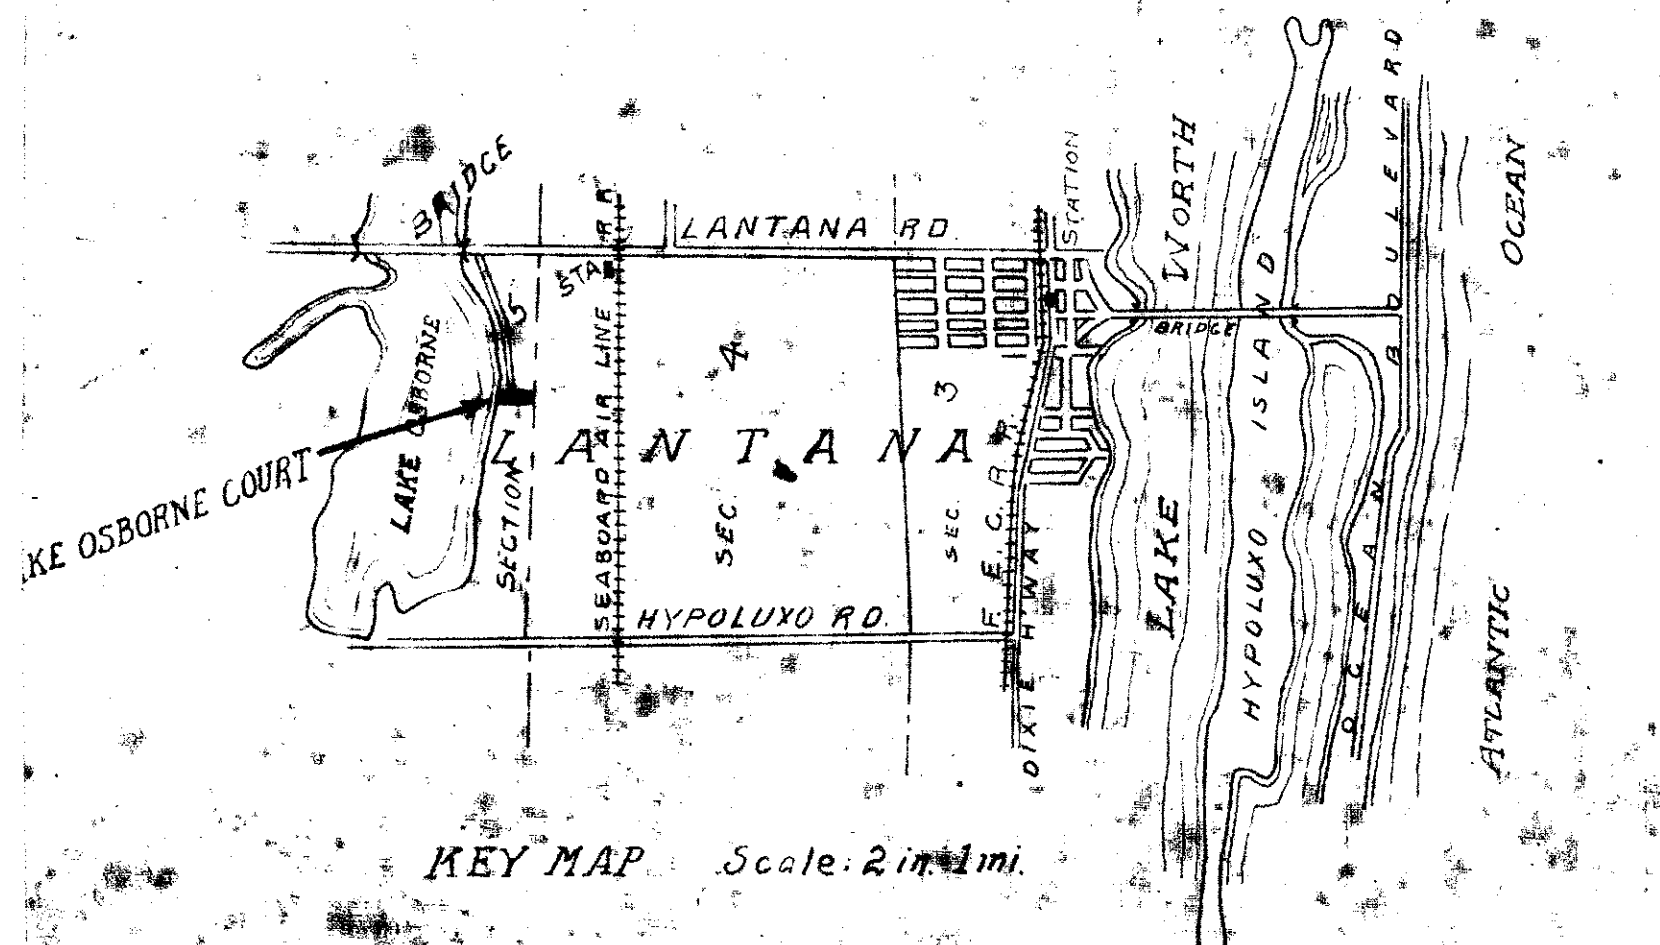 BRIDGE
LANTANA RD.
STATION
WORTH
OCEAN
BOULEVARD
STA.
R R
SEABOARD AIR LINE
5
SECTION
4
SEC.
3
SEC.
BRIDGE
LAKE OSBORNE
KE OSBORNE COURT
LANTANA
F. E. C. R. R.
DIXIE H'WAY
LAKE
HYPOLUXO ISLAND
OCEAN
ATLANTIC
HYPOLUXO RD.
KEY MAP Scale: 2 in. 1 mi.